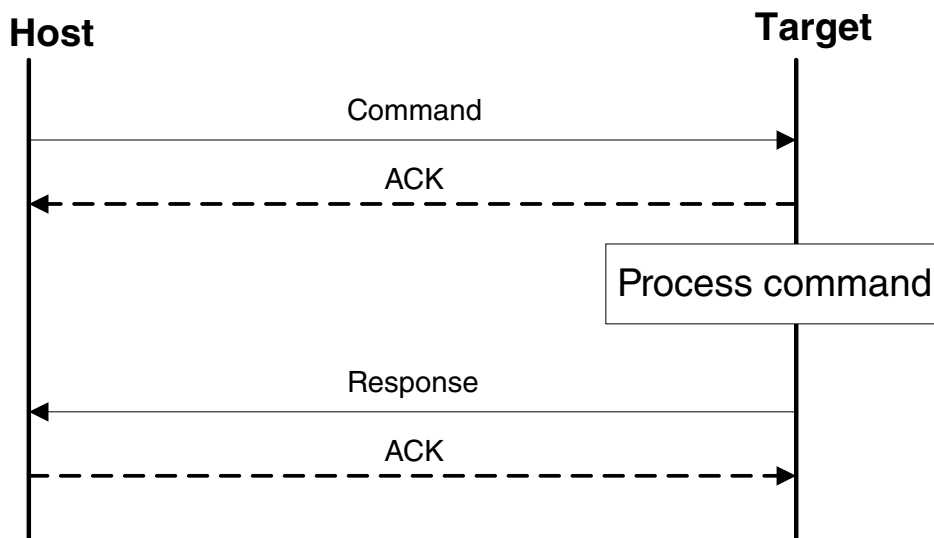 Host
Target
Command
ACK
Process command
Response
ACK